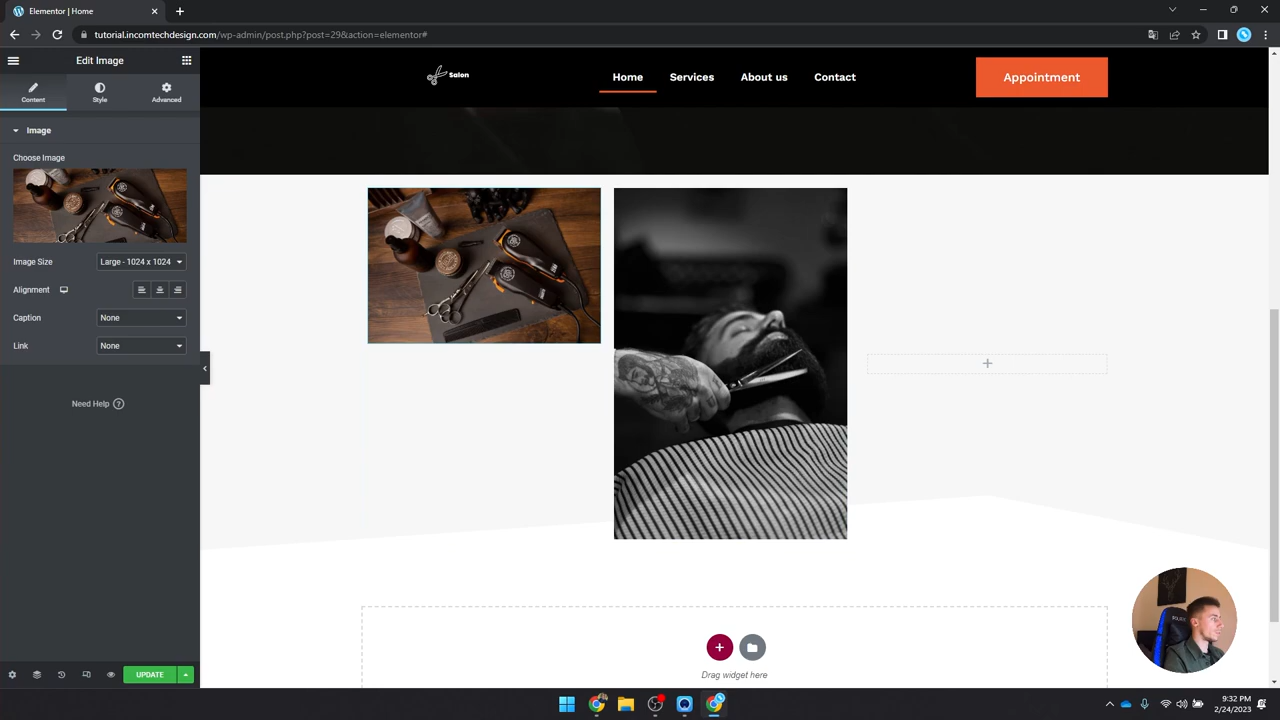 Elementor | Home
tutorial.incomtechdesign.com/wp-admin/post.php?post=29&action=elementor#
Edit Image
Salon
Home
Services
About us
Contact
Appointment
Content
Style
Advanced
Image
Choose Image
Image Size
Large - 1024 x 1024
Alignment
Caption
None
Link
None
Need Help
UPDATE
Drag widget here
9:32 PM
2/24/2023